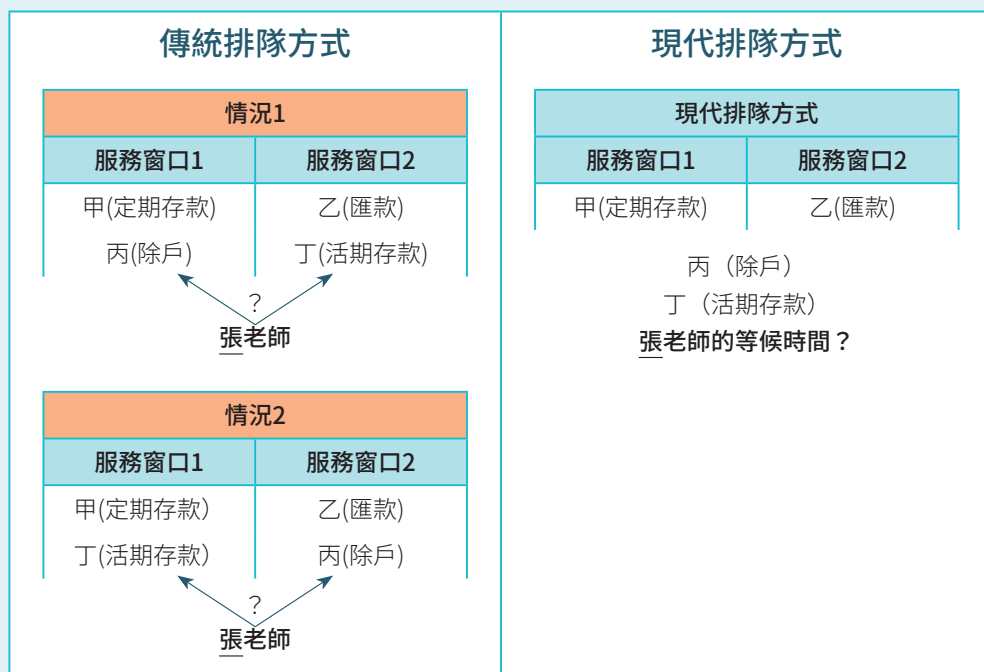 傳統排隊方式
情況1
服務窗口1 服務窗口2
甲(定期存款) 乙(匯款)
丙(除戶) 丁(活期存款)
?
張老師
情況2
服務窗口1 服務窗口2
甲(定期存款） 乙(匯款)
丁(活期存款） 丙(除戶)
?
張老師
現代排隊方式
現代排隊方式
服務窗口1 服務窗口2
甲(定期存款) 乙(匯款)
丙（除戶）
丁（活期存款）
張老師的等候時間？